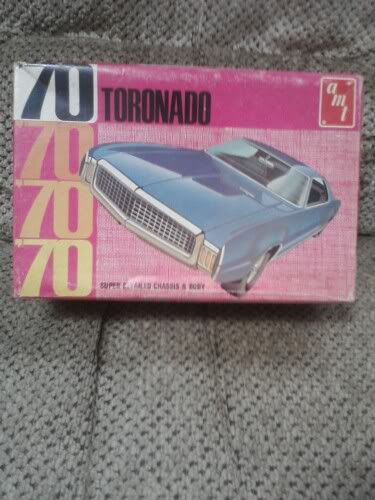 70 TORONADO
amt
70
70
70
SUPER DETAILED CHASSIS & BODY